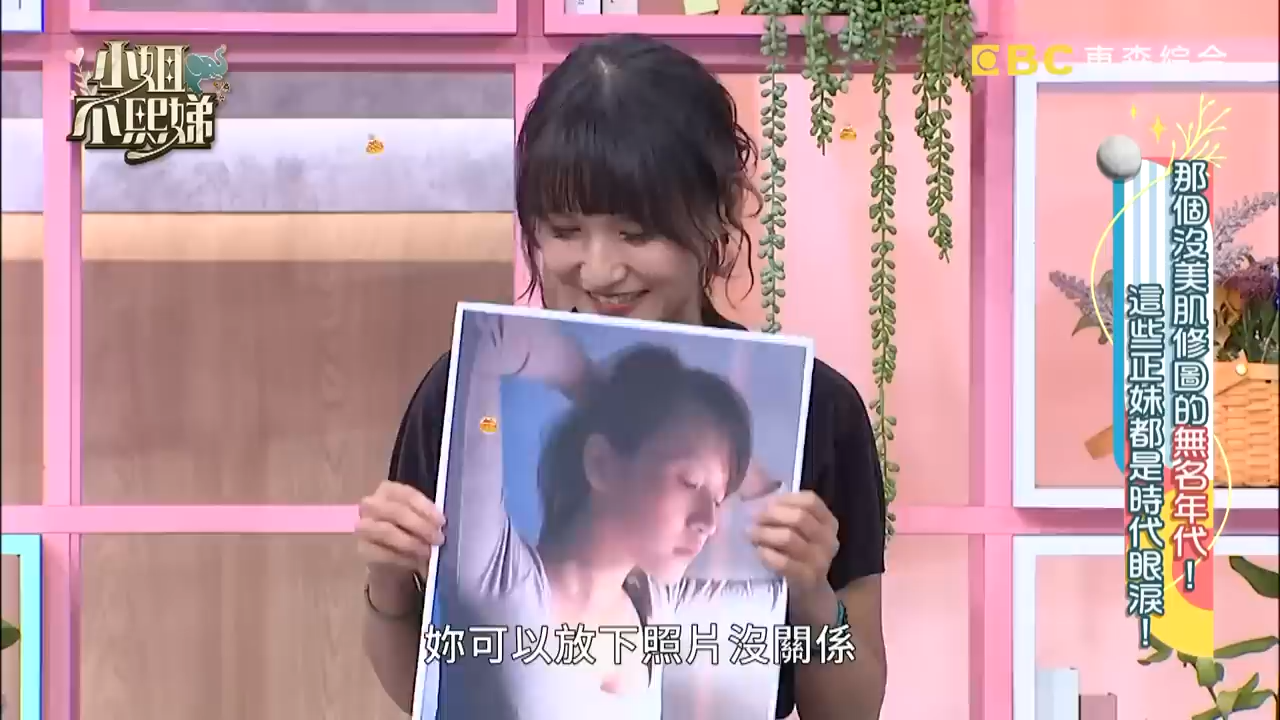 小姐
不熙娣
EBC 東森綜合
那個沒美肌修圖的無名年代！
這些正妹都是時代眼淚！
妳可以放下照片沒關係